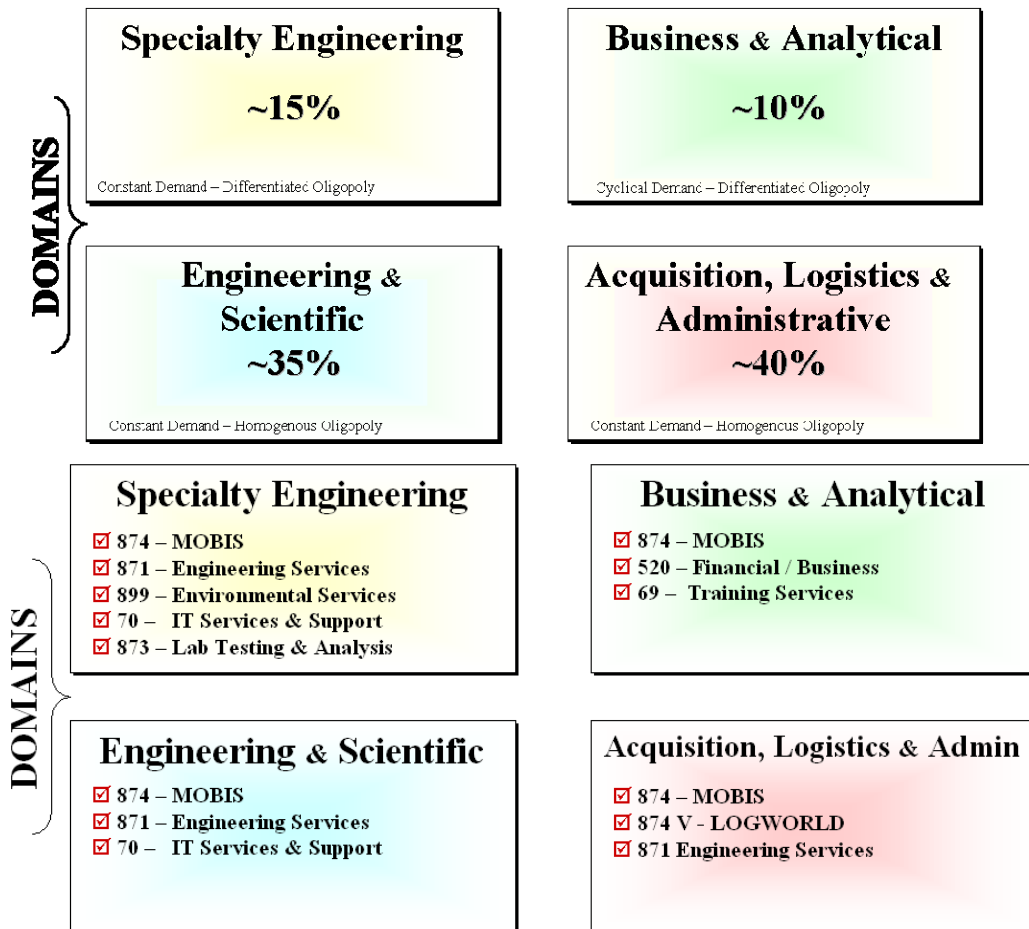 DOMAINS
Specialty Engineering
~15%
Constant Demand – Differentiated Oligopoly
Business & Analytical
~10%
Cyclical Demand – Differentiated Oligopoly
Engineering &
Scientific
~35%
Constant Demand – Homogenous Oligopoly
Acquisition, Logistics &
Administrative
~40%
Constant Demand – Homogencus Oligopoly
DOMAINS
Specialty Engineering
874 – MOBIS
871 – Engineering Services
899 – Environmental Services
70 – IT Services & Support
873 – Lab Testing & Analysis
Business & Analytical
874 – MOBIS
520 – Financial / Business
69 – Training Services
Engineering & Scientific
874 – MOBIS
871 – Engineering Services
70 – IT Services & Support
Acquisition, Logistics & Admin
874 – MOBIS
874 V - LOGWORLD
871 Engineering Services